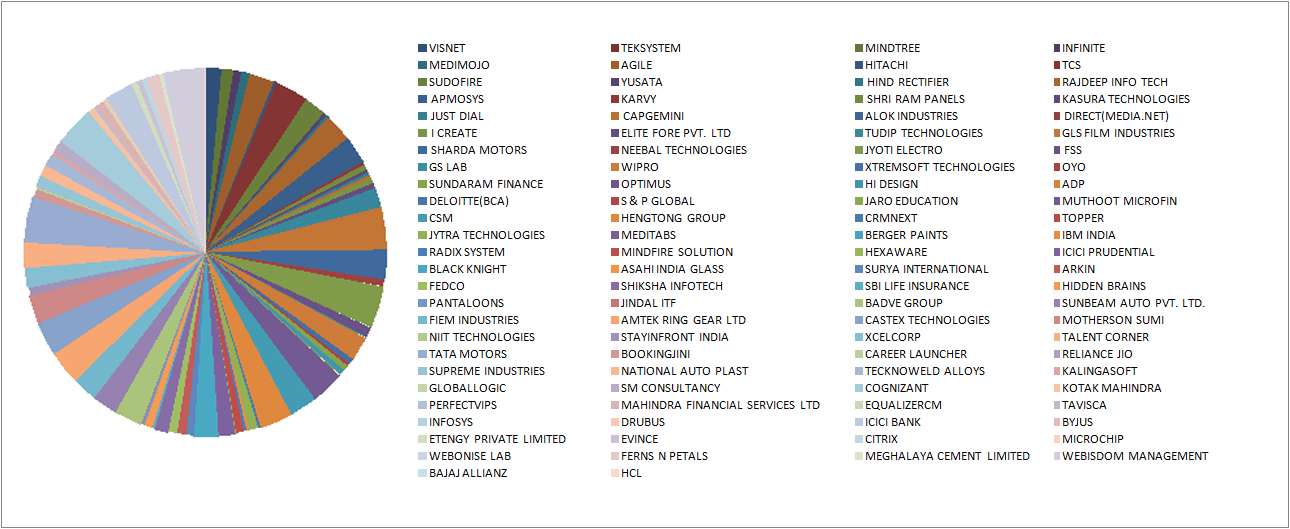 VISNET TEKSYSTEM MINDTREE INFINITE
MEDIMOJO AGILE HITACHI TCS
SUDOFIRE YUSATA HIND RECTIFIER RAJDEEP INFO TECH
APMOSYS KARVY SHRI RAM PANELS KASURA TECHNOLOGIES
JUST DIAL CAPGEMINI ALOK INDUSTRIES DIRECT(MEDIA.NET)
I CREATE ELITE FORE PVT. LTD TUDIP TECHNOLOGIES GLS FILM INDUSTRIES
SHARDA MOTORS NEEBAL TECHNOLOGIES JYOTI ELECTRO FSS
GS LAB WIPRO XTREMSOFT TECHNOLOGIES OYO
SUNDARAM FINANCE OPTIMUS HI DESIGN ADP
DELOITTE(BCA) S & P GLOBAL JARO EDUCATION MUTHOOT MICROFIN
CSM HENGTONG GROUP CRMNEXT TOPPER
JYTRA TECHNOLOGIES MEDITABS BERGER PAINTS IBM INDIA
RADIX SYSTEM MINDFIRE SOLUTION HEXAWARE ICICI PRUDENTIAL
BLACK KNIGHT ASAHI INDIA GLASS SURYA INTERNATIONAL ARKIN
FEDCO SHIKSHA INFOTECH SBI LIFE INSURANCE HIDDEN BRAINS
PANTALOONS JINDAL ITF BADVE GROUP SUNBEAM AUTO PVT. LTD.
FIEM INDUSTRIES AMTEK RING GEAR LTD CASTEX TECHNOLOGIES MOTHERSON SUMI
NIIT TECHNOLOGIES STAYINFRONT INDIA XCELCORP TALENT CORNER
TATA MOTORS BOOKINGJINI CAREER LAUNCHER RELIANCE JIO
SUPREME INDUSTRIES NATIONAL AUTO PLAST TECKNOWELD ALLOYS KALINGASOFT
GLOBALLOGIC SM CONSULTANCY COGNIZANT KOTAK MAHINDRA
PERFECTVIPS MAHINDRA FINANCIAL SERVICES LTD EQUALIZERCM TAVISCA
INFOSYS DRUBUS ICICI BANK BYJUS
ETENGY PRIVATE LIMITED EVINCE CITRIX MICROCHIP
WEBONISE LAB FERNS N PETALS MEGHALAYA CEMENT LIMITED WEBISDOM MANAGEMENT
BAJAJ ALLIANZ HCL